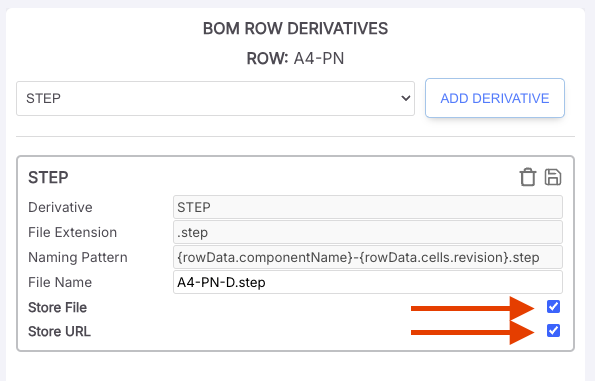 BOM ROW DERIVATIVES
ROW: A4-PN
STEP
ADD DERIVATIVE
STEP
Derivative STEP
File Extension .step
Naming Pattern {rowData.componentName}-{rowData.cells.revision}.step
File Name A4-PN-D.step
Store File
Store URL